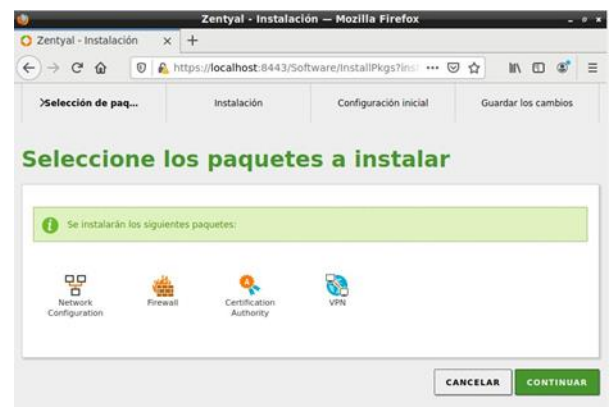 Zentyal - Instalación — Mozilla Firefox
Zentyal - Instalación
https://localhost:8443/Software/InstallPkgs?ins
Selección de paq...
Instalación
Configuración inicial
Guardar los cambios
Seleccione los paquetes a instalar
Se instalarán los siguientes paquetes:
Network
Configuration
Firewall
Certification
Authority
VPN
CANCELAR
CONTINUAR